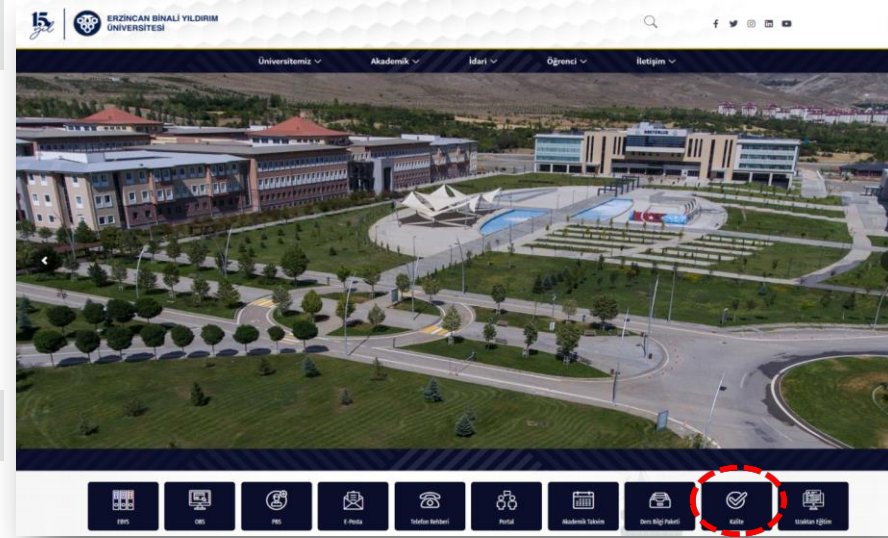 15.
yıl
ERZİNCAN BİNALİ YILDIRIM
ÜNİVERSİTESİ
Üniversitemiz
Akademik
İdari
Öğrenci
İletişim
REKTÖRLÜK
EBYS
OBS
PBS
E-Posta
Telefon Rehberi
Portal
Akademik Takvim
Ders Bilgi Paketi
Kalite
Uzaktan Eğitim